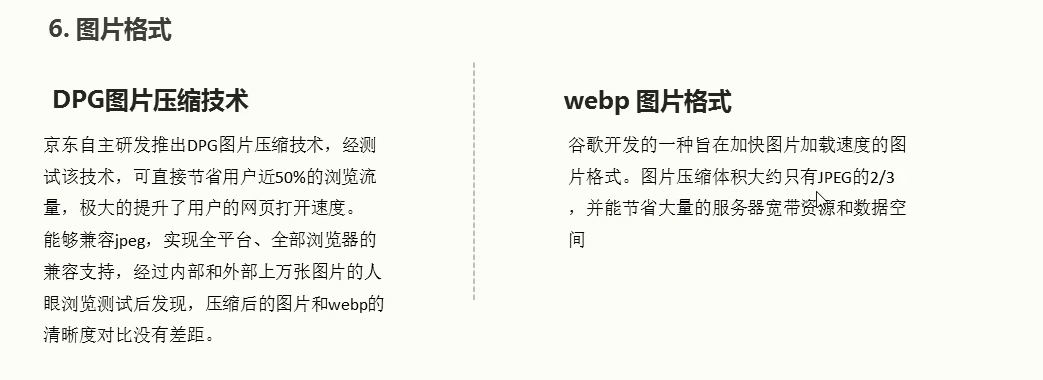 6. 图片格式
DPG图片压缩技术
京东自主研发推出DPG图片压缩技术，经测
试该技术，可直接节省用户近50%的浏览流
量，极大的提升了用户的网页打开速度。
能够兼容jpeg，实现全平台、全部浏览器的
兼容支持，经过内部和外部上万张图片的人
眼浏览测试后发现，压缩后的图片和webp的
清晰度对比没有差距。
webp 图片格式
谷歌开发的一种旨在加快图片加载速度的图
片格式。图片压缩体积大约只有JPEG的2/3
，并能节省大量的服务器宽带资源和数据空
间